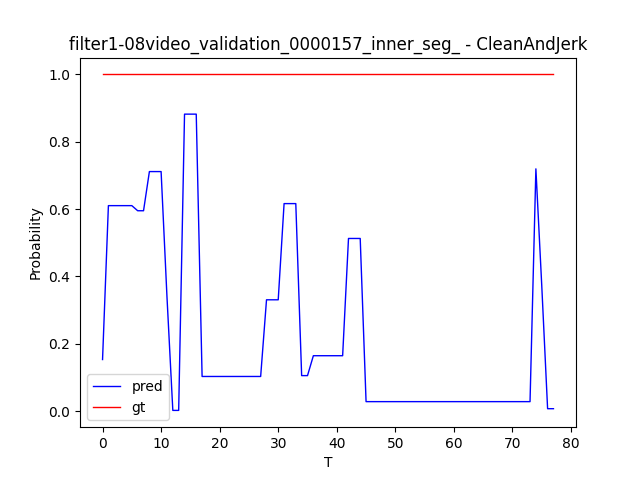 filter1-08video_validation_0000157_inner_seg_ - CleanAndJerk
1.0
0.8
0.6
0.4
0.2
0.0
Probability
pred
gt
0 10 20 30 40 50 60 70 80
T